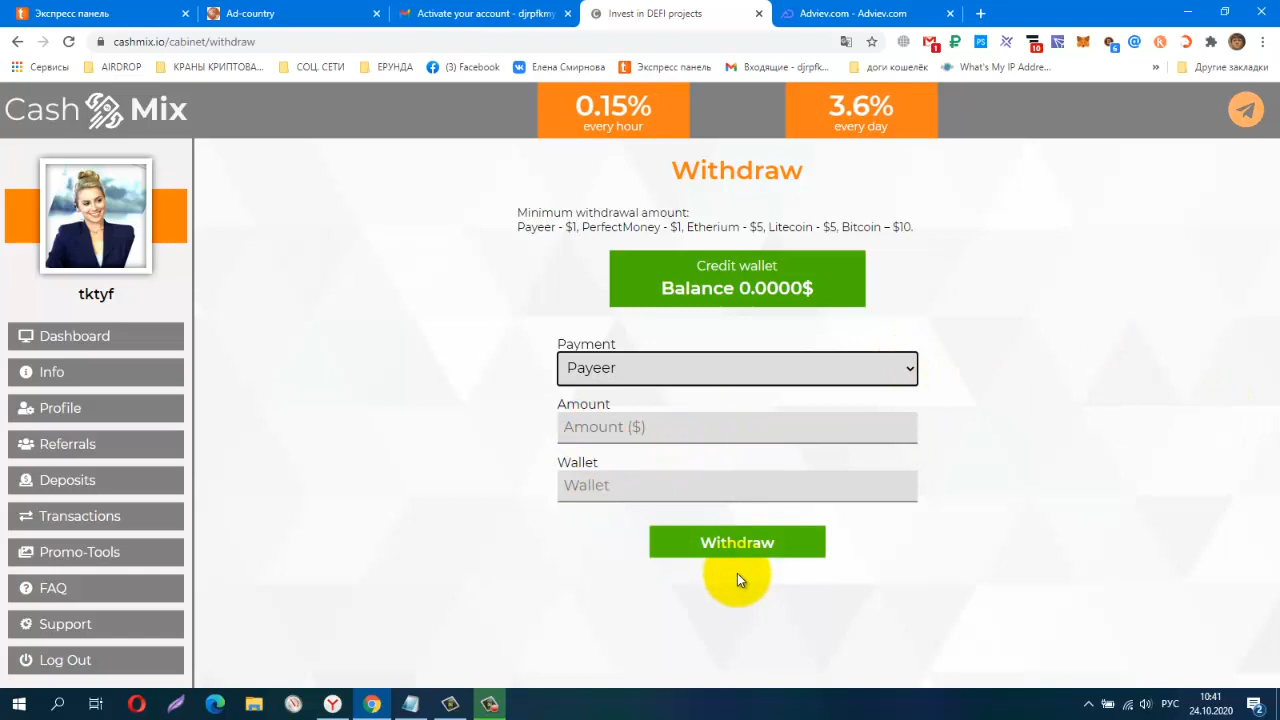 Экспресс панель
Ad-country
Activate your account - djrpfkmy
Invest in DEFI projects
Adviev.com - Adviev.com
cashmix.io/cabinet/withdraw
Сервисы
AIRDROP
КРАНЫ КРИПТОВА...
СОЦ. СЕТИ
ЕРУНДА
(3) Facebook
Елена Смирнова
Экспресс панель
Входящие - djrpfk...
доги кошелёк
What's My IP Addre...
»
Другие закладки
Cash Mix
0.15%
every hour
3.6%
every day
Withdraw
Minimum withdrawal amount:
Payeer - $1, PerfectMoney - $1, Etherium - $5, Litecoin - $5, Bitcoin – $10.
Credit wallet
Balance 0.0000$
tktyf
Dashboard
Info
Profile
Referrals
Deposits
Transactions
Promo-Tools
FAQ
Support
Log Out
Payment
Payeer
Amount
Amount ($)
Wallet
Wallet
Withdraw
РУС
10:41
24.10.2020